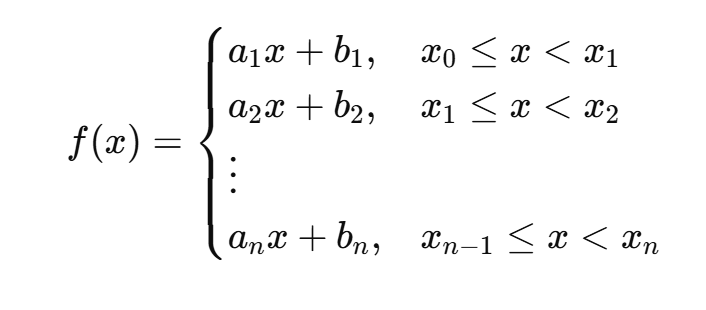 f(x) = { a₁x + b₁, x₀ ≤ x < x₁
a₂x + b₂, x₁ ≤ x < x₂
⋮
aₙx + bₙ, xₙ₋₁ ≤ x < xₙ